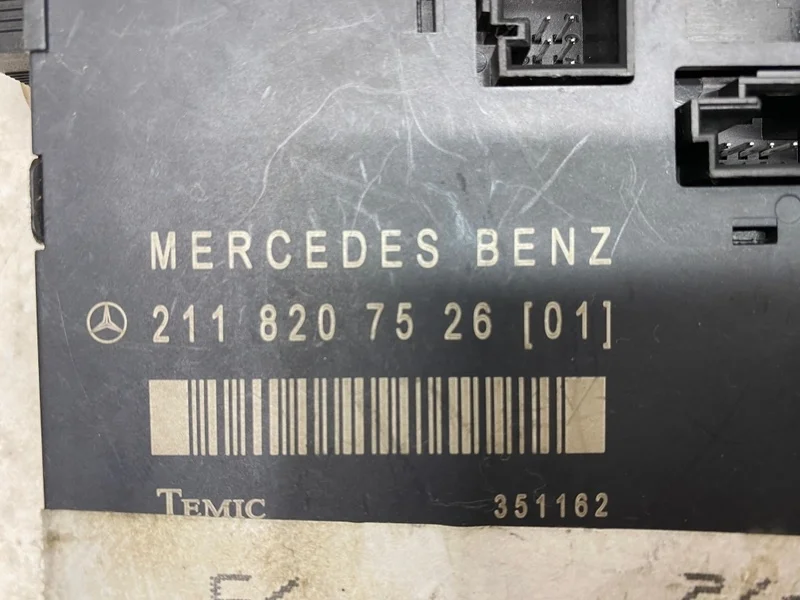 MERCEDES BENZ
211 820 75 26 [01]
TEMIC 351162